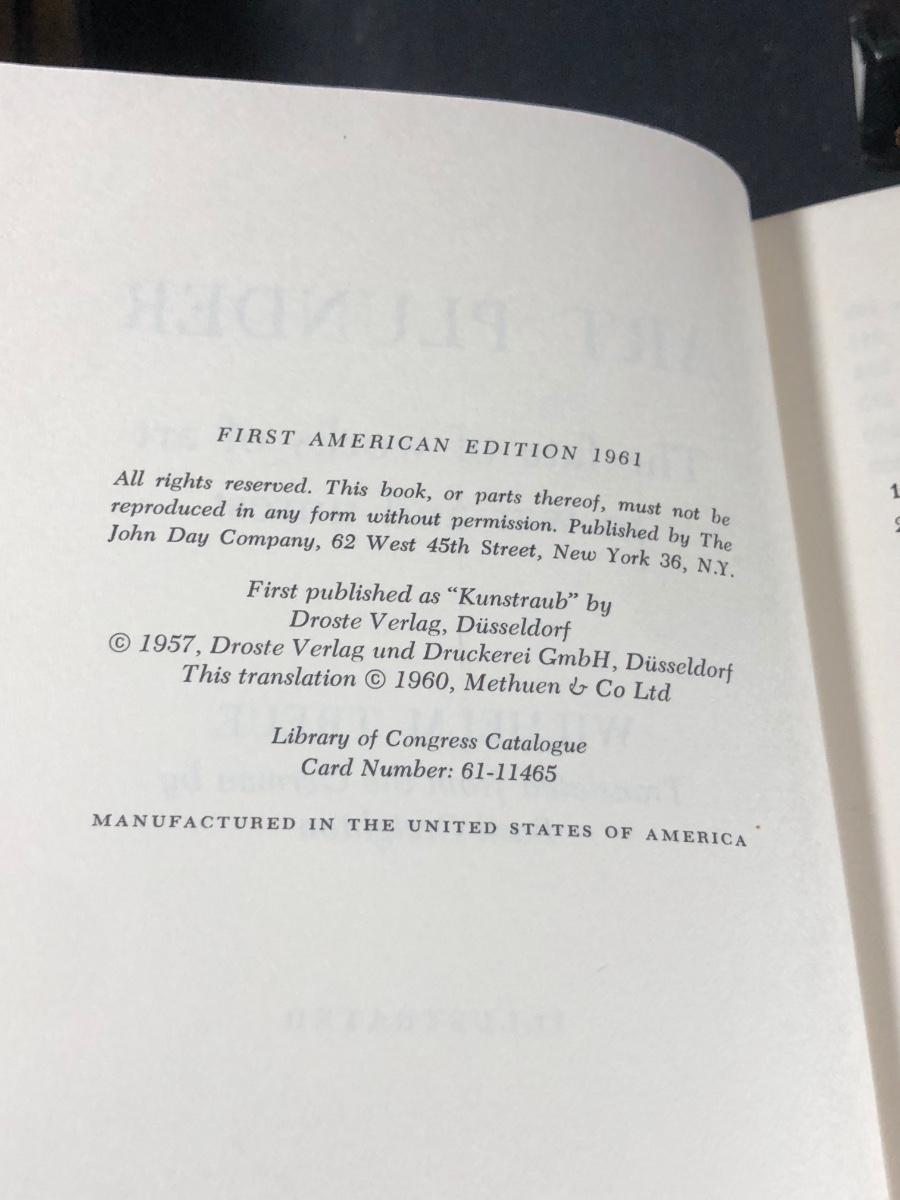 FIRST AMERICAN EDITION 1961
All rights reserved. This book, or parts thereof, must not be
reproduced in any form without permission. Published by The
John Day Company, 62 West 45th Street, New York 36, N.Y.
First published as “Kunstraub” by
Droste Verlag, Düsseldorf
© 1957, Droste Verlag und Druckerei GmbH, Düsseldorf
This translation © 1960, Methuen & Co Ltd
Library of Congress Catalogue
Card Number: 61-11465
MANUFACTURED IN THE UNITED STATES OF AMERICA